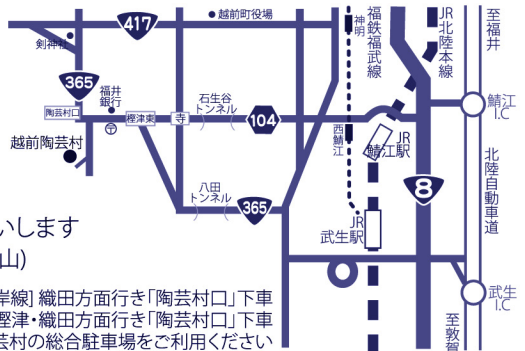 417
越前町役場
剣神社
神明
福鉄福武線
JR北陸本線
至福井
365
福井銀行
陶芸村口
樫津東
寺
石生谷トンネル
104
西鯖江
JR鯖江駅
鯖江I.C
越前陶芸村
八田トンネル
365
8
北陸自動車道
JR武生駅
武生I.C
至敦賀
いします
山)
岸線] 織田方面行き「陶芸村口」下車
樫津・織田方面行き「陶芸村口」下車
芸村の総合駐車場をご利用ください